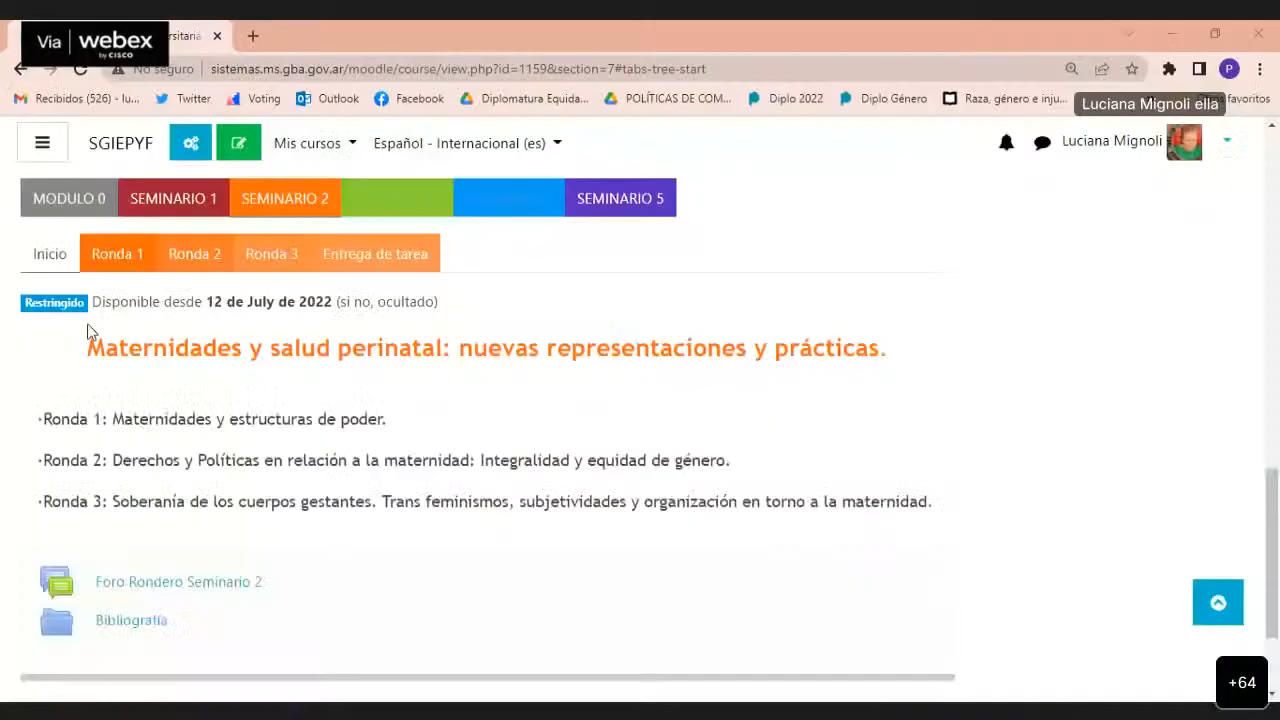 Via webex
by CISCO
rsitaria
No seguro sistemas.ms.gba.gov.ar/moodle/course/view.php?id=1159&section=7#tabs-tree-start
P
Recibidos (526) - lu... Twitter Voting Outlook Facebook Diplomatura Equida... POLÍTICAS DE COM... Diplo 2022 Diplo Género Raza, género e inju... Otros favoritos
Luciana Mignoli ella
SGIEPYF Mis cursos Español - Internacional (es) Luciana Mignoli
MODULO 0 SEMINARIO 1 SEMINARIO 2 SEMINARIO 5
Inicio Ronda 1 Ronda 2 Ronda 3 Entrega de tarea
Restringido Disponible desde 12 de July de 2022 (si no, ocultado)
Maternidades y salud perinatal: nuevas representaciones y prácticas.
·Ronda 1: Maternidades y estructuras de poder.
·Ronda 2: Derechos y Políticas en relación a la maternidad: Integralidad y equidad de género.
·Ronda 3: Soberanía de los cuerpos gestantes. Trans feminismos, subjetividades y organización en torno a la maternidad.
Foro Rondero Seminario 2
Bibliografía
+64